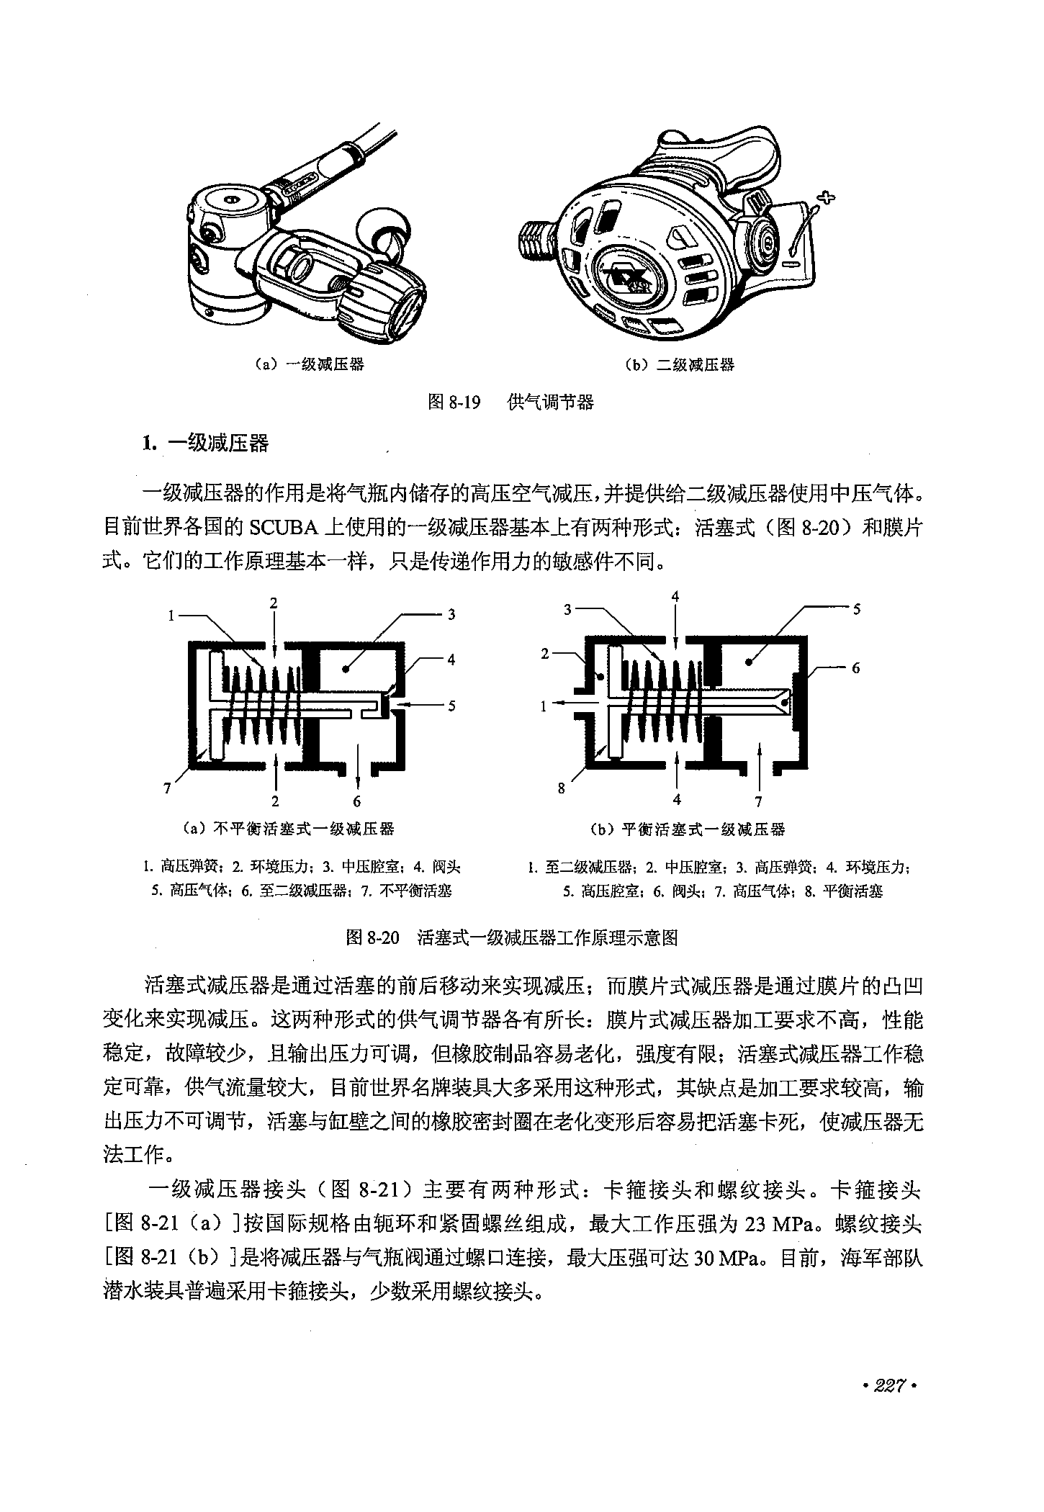 （a）一级减压器
（b）二级减压器
图 8-19　供气调节器
1. 一级减压器
一级减压器的作用是将气瓶内储存的高压空气减压，并提供给二级减压器使用中压气体。
目前世界各国的 SCUBA 上使用的一级减压器基本上有两种形式：活塞式（图 8-20）和膜片
式。它们的工作原理基本一样，只是传递作用力的敏感件不同。
1
2
3
4
5
7
2
6
3
4
5
2
6
1
8
4
7
（a）不平衡活塞式一级减压器
1. 高压弹簧；2. 环境压力；3. 中压腔室；4. 阀头
5. 高压气体；6. 至二级减压器；7. 不平衡活塞
（b）平衡活塞式一级减压器
1. 至二级减压器；2. 中压腔室；3. 高压弹簧；4. 环境压力；
5. 高压腔室；6. 阀头；7. 高压气体；8. 平衡活塞
图 8-20　活塞式一级减压器工作原理示意图
活塞式减压器是通过活塞的前后移动来实现减压；而膜片式减压器是通过膜片的凸凹
变化来实现减压。这两种形式的供气调节器各有所长：膜片式减压器加工要求不高，性能
稳定，故障较少，且输出压力可调，但橡胶制品容易老化，强度有限；活塞式减压器工作稳
定可靠，供气流量较大，目前世界名牌装具大多采用这种形式，其缺点是加工要求较高，输
出压力不可调节，活塞与缸壁之间的橡胶密封圈在老化变形后容易把活塞卡死，使减压器无
法工作。
一级减压器接头（图 8-21）主要有两种形式：卡箍接头和螺纹接头。卡箍接头
［图 8-21（a）］按国际规格由轭环和紧固螺丝组成，最大工作压强为 23 MPa。螺纹接头
［图 8-21（b）］是将减压器与气瓶阀通过螺口连接，最大压强可达 30 MPa。目前，海军部队
潜水装具普遍采用卡箍接头，少数采用螺纹接头。
·227·